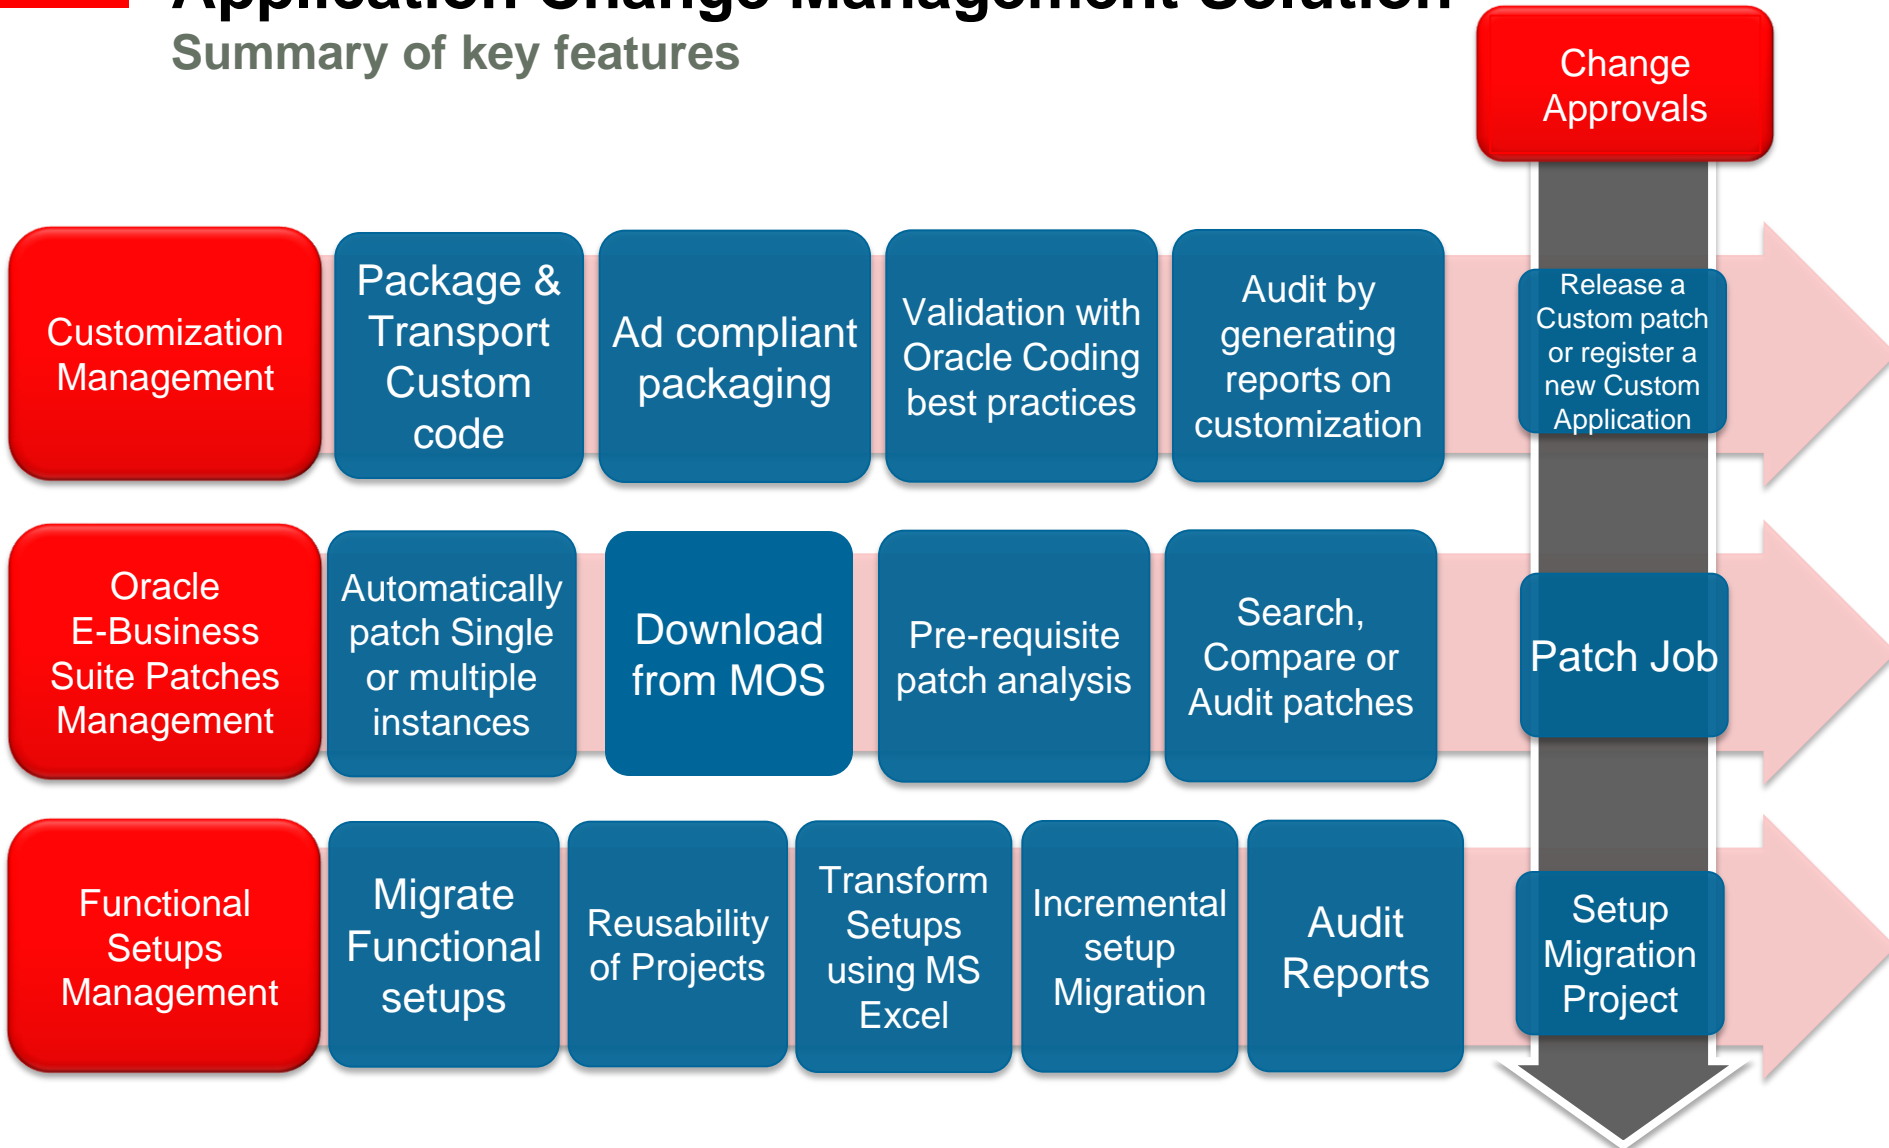 Application Change Management Solution
Summary of key features
Change
Approvals
Customization
Management
Package &
Transport
Custom
code
Ad compliant
packaging
Validation with
Oracle Coding
best practices
Audit by
generating
reports on
customization
Release a
Custom patch
or register a
new Custom
Application
Oracle
E-Business
Suite Patches
Management
Automatically
patch Single
or multiple
instances
Download
from MOS
Pre-requisite
patch analysis
Search,
Compare or
Audit patches
Patch Job
Functional
Setups
Management
Migrate
Functional
setups
Reusability
of Projects
Transform
Setups
using MS
Excel
Incremental
setup
Migration
Audit
Reports
Setup
Migration
Project